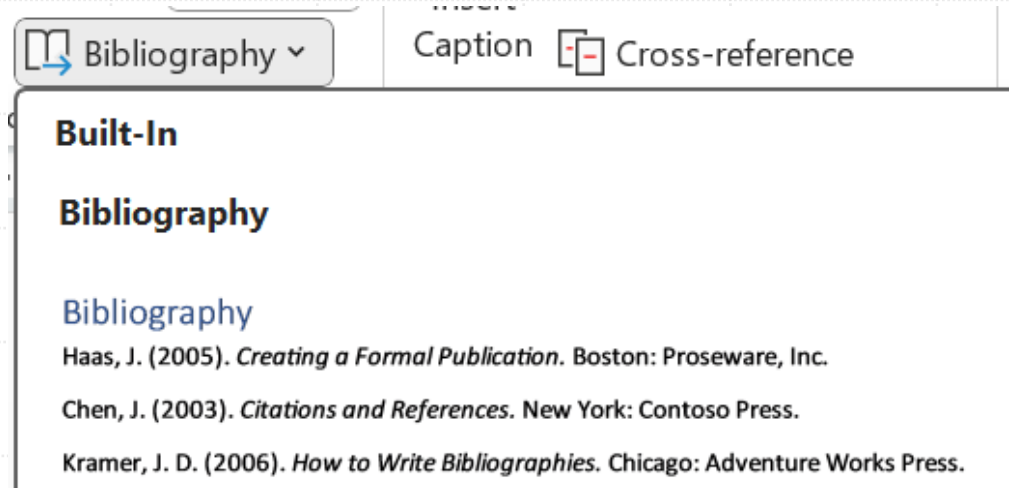 Bibliography
Caption Cross-reference
Built-In
Bibliography
Bibliography
Haas, J. (2005). Creating a Formal Publication. Boston: Proseware, Inc.
Chen, J. (2003). Citations and References. New York: Contoso Press.
Kramer, J. D. (2006). How to Write Bibliographies. Chicago: Adventure Works Press.